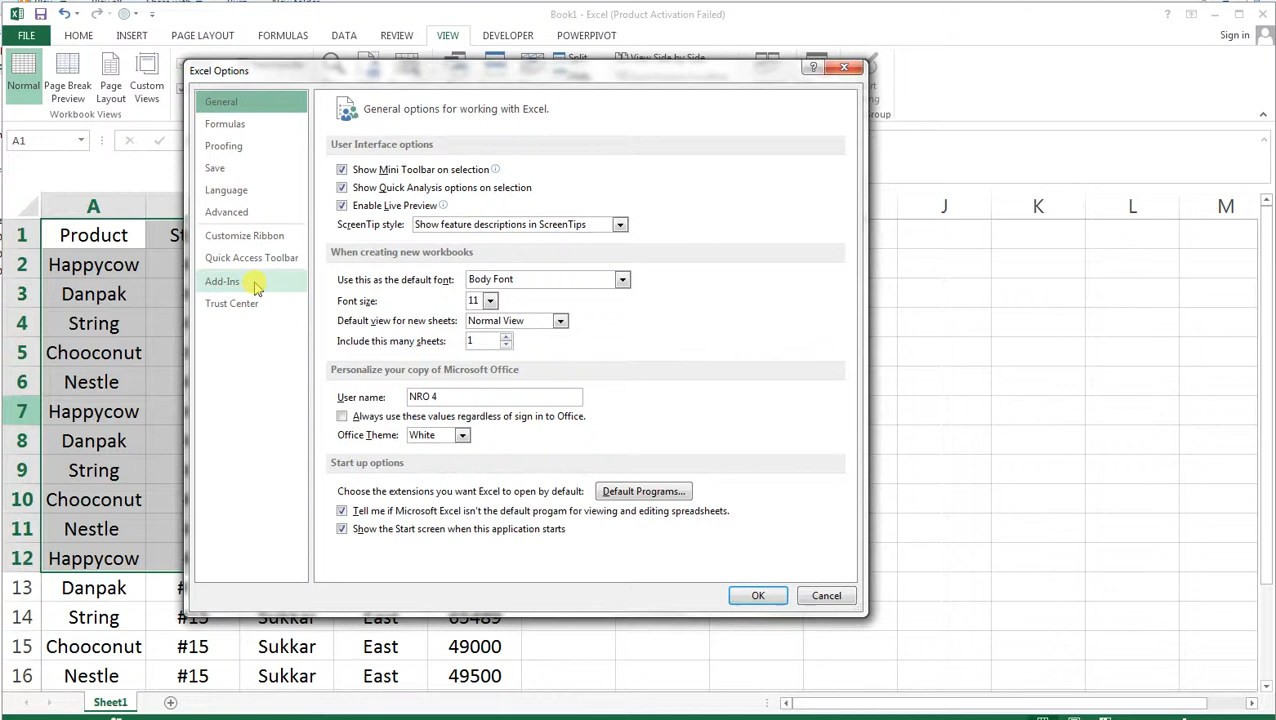 Book1 - Excel (Product Activation Failed)
FILE HOME INSERT PAGE LAYOUT FORMULAS DATA REVIEW VIEW DEVELOPER POWERPIVOT Sign in
Split View Side by Side
Normal Page Break Preview Page Layout Custom Views
Workbook Views
Excel Options
A1
General
Formulas
Proofing
Save
Language
Advanced
Customize Ribbon
Quick Access Toolbar
Add-Ins
Trust Center
General options for working with Excel.
User Interface options
Show Mini Toolbar on selection
Show Quick Analysis options on selection
Enable Live Preview
ScreenTip style: Show feature descriptions in ScreenTips
When creating new workbooks
Use this as the default font: Body Font
Font size: 11
Default view for new sheets: Normal View
Include this many sheets: 1
Personalize your copy of Microsoft Office
User name: NRO 4
Always use these values regardless of sign in to Office.
Office Theme: White
Start up options
Choose the extensions you want Excel to open by default: Default Programs...
Tell me if Microsoft Excel isn't the default progam for viewing and editing spreadsheets.
Show the Start screen when this application starts
OK Cancel
A J K L M
1 Product
2 Happycow
3 Danpak
4 String
5 Chooconut
6 Nestle
7 Happycow
8 Danpak
9 String
10 Chooconut
11 Nestle
12 Happycow
13 Danpak
14 String #15 Sukkar East 65489
15 Chooconut #15 Sukkar East 49000
16 Nestle #15 Sukkar East 49500
Sheet1